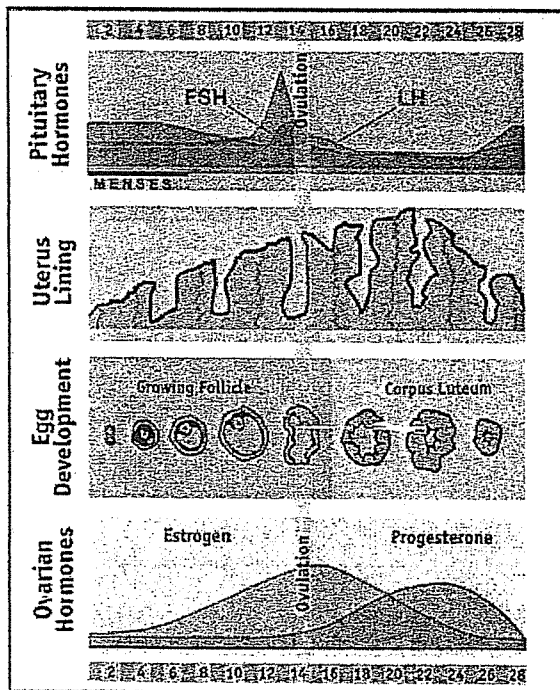 2 4 6 8 10 12 14 16 18 20 22 24 26 28
Pituitary
Hormones
FSH
Ovulation
LH
MENSES
Uterus
Lining
Egg
Development
Growing Follicle
Corpus Luteum
Ovarian
Hormones
Estrogen
Ovulation
Progesterone
2 4 6 8 10 12 14 16 18 20 22 24 26 28